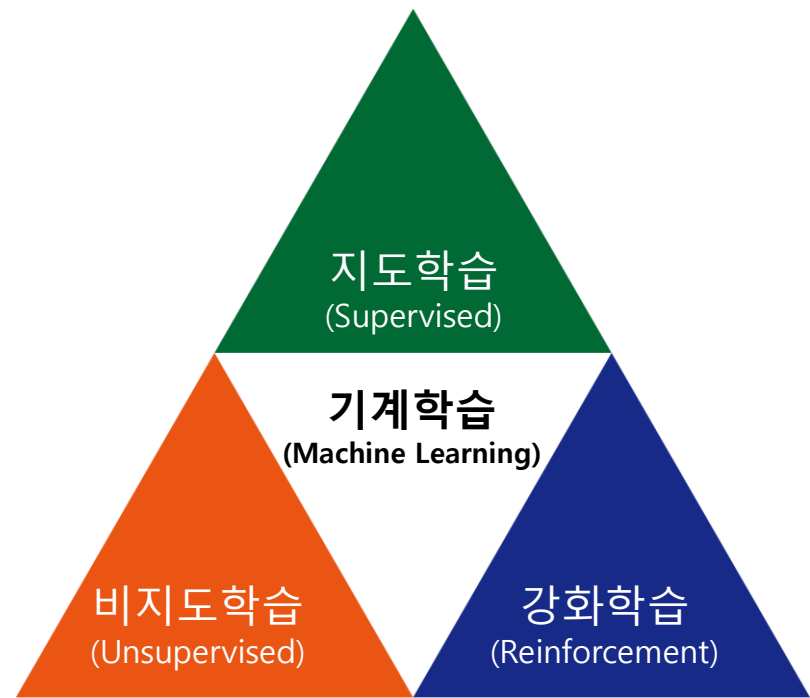 지도학습
(Supervised)
기계학습
(Machine Learning)
비지도학습
(Unsupervised)
강화학습
(Reinforcement)